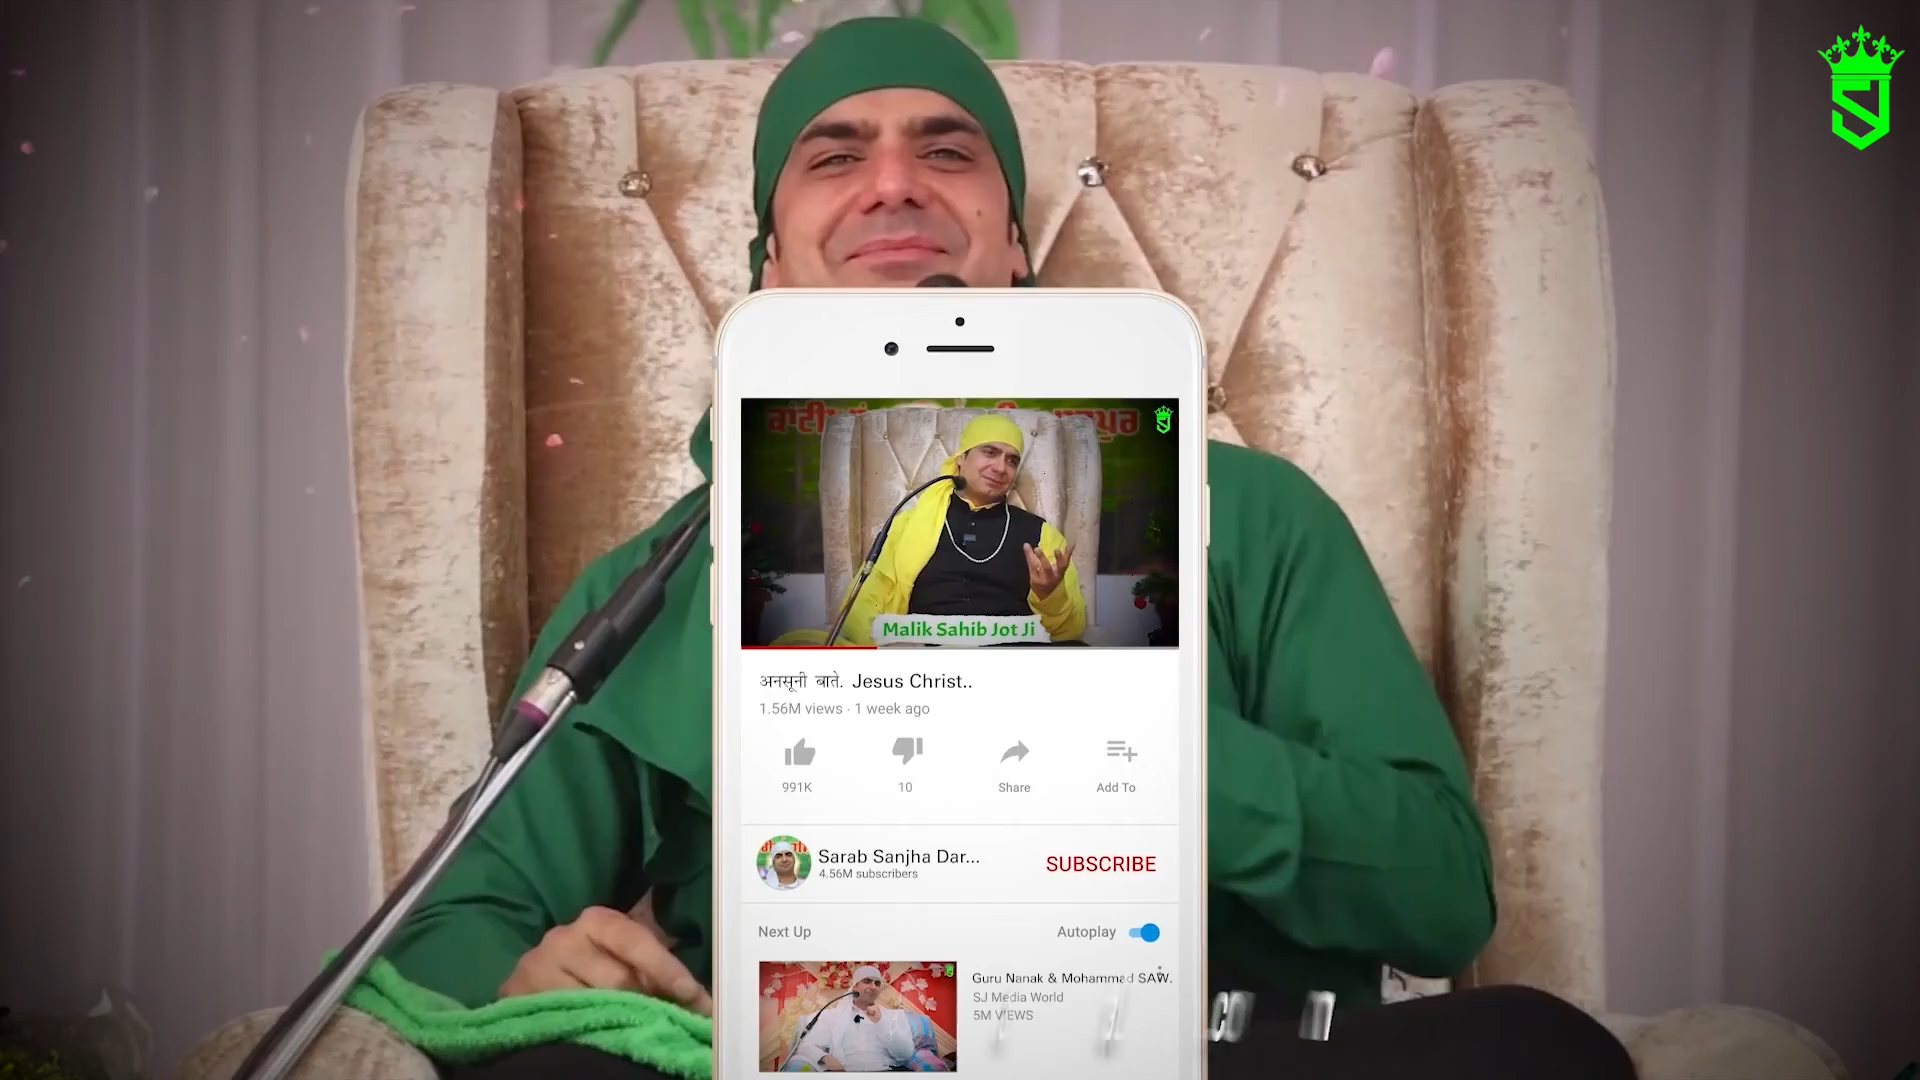 Malik Sahib Jot Ji
अनसूनी बाते. Jesus Christ..
1.56M views · 1 week ago
991K
10
Share
Add To
Sarab Sanjha Dar...
4.56M subscribers
SUBSCRIBE
Next Up
Autoplay
Guru Nanak & Mohammad SAW.
SJ Media World
5M VIEWS